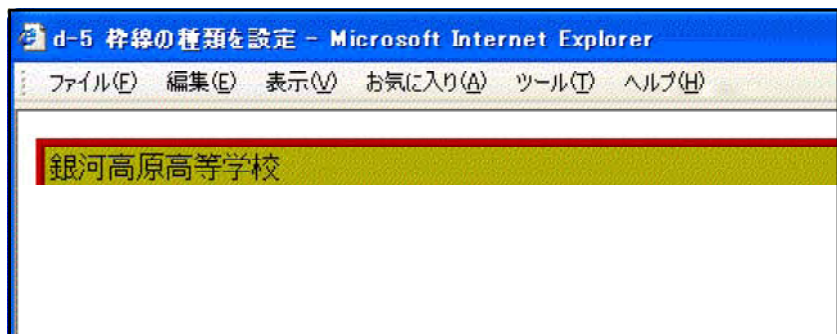 d-5 枠線の種類を設定 - Microsoft Internet Explorer
ファイル(F) 編集(E) 表示(V) お気に入り(A) ツール(T) ヘルプ(H)
銀河高原高等学校